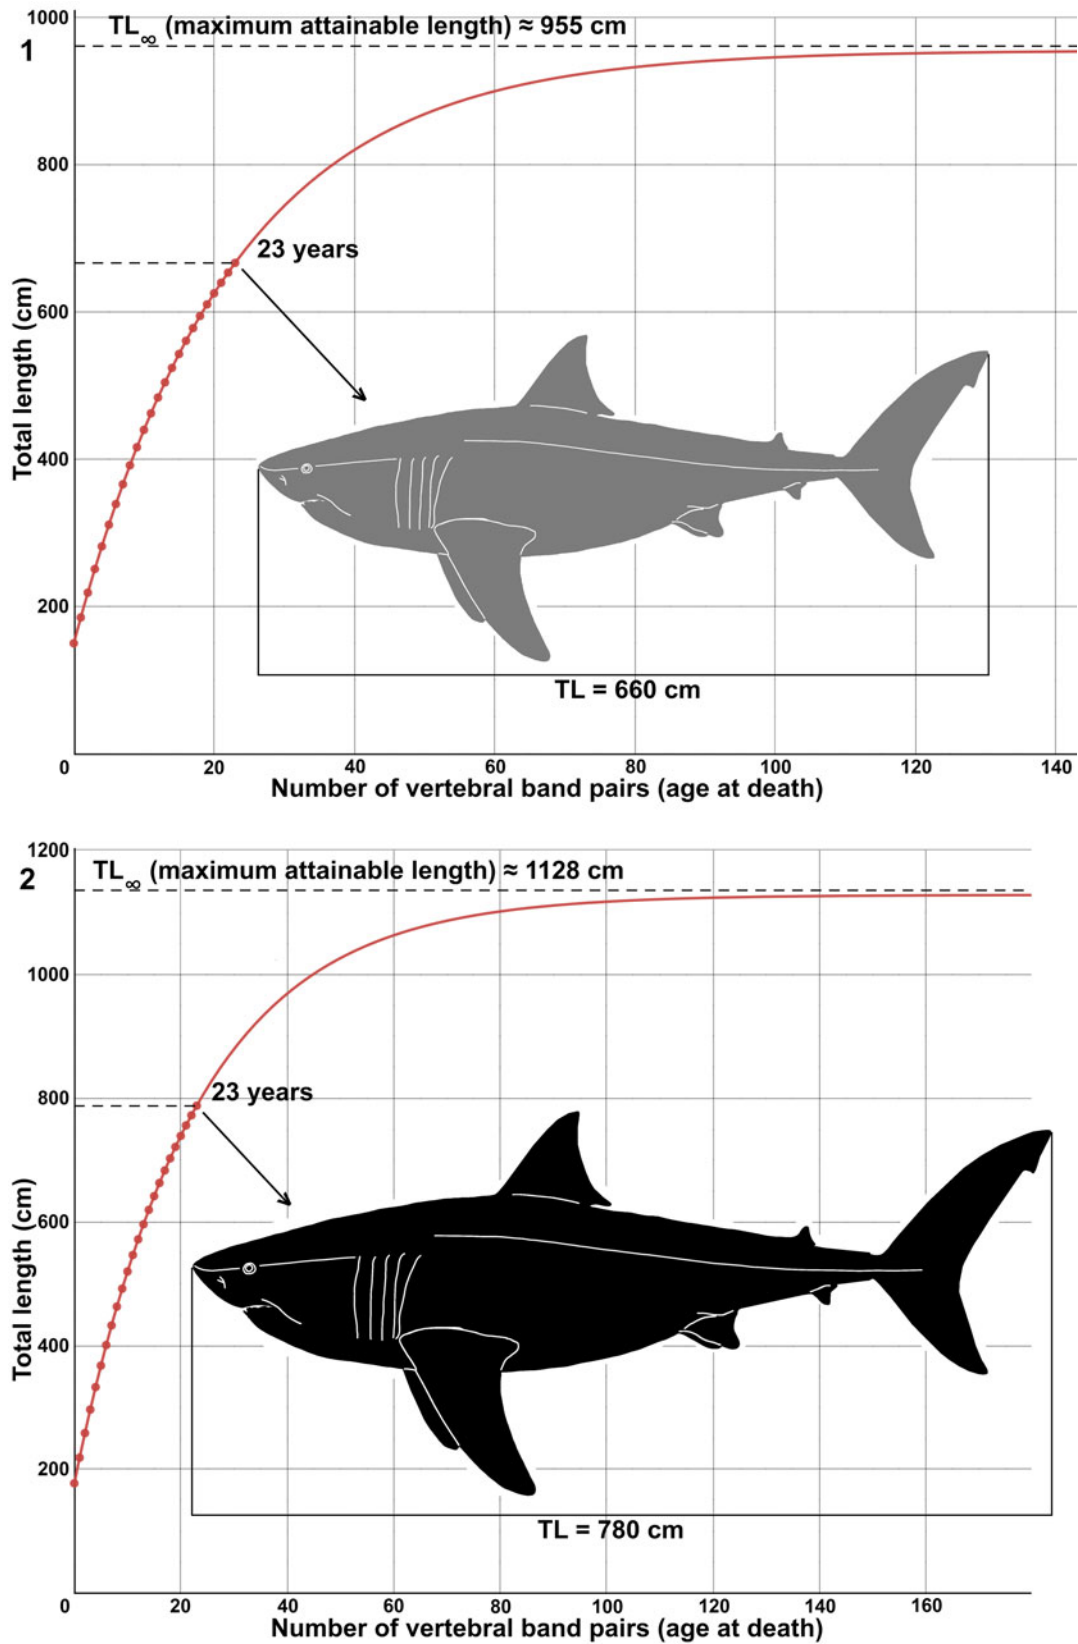 1000
TL∞ (maximum attainable length) ≈ 955 cm
1
800
23 years
600
Total length (cm)
400
200
TL = 660 cm
0 20 40 60 80 100 120 140
Number of vertebral band pairs (age at death)
1200
TL∞ (maximum attainable length) ≈ 1128 cm
2
1000
800
23 years
600
Total length (cm)
400
200
TL = 780 cm
0 20 40 60 80 100 120 140 160
Number of vertebral band pairs (age at death)